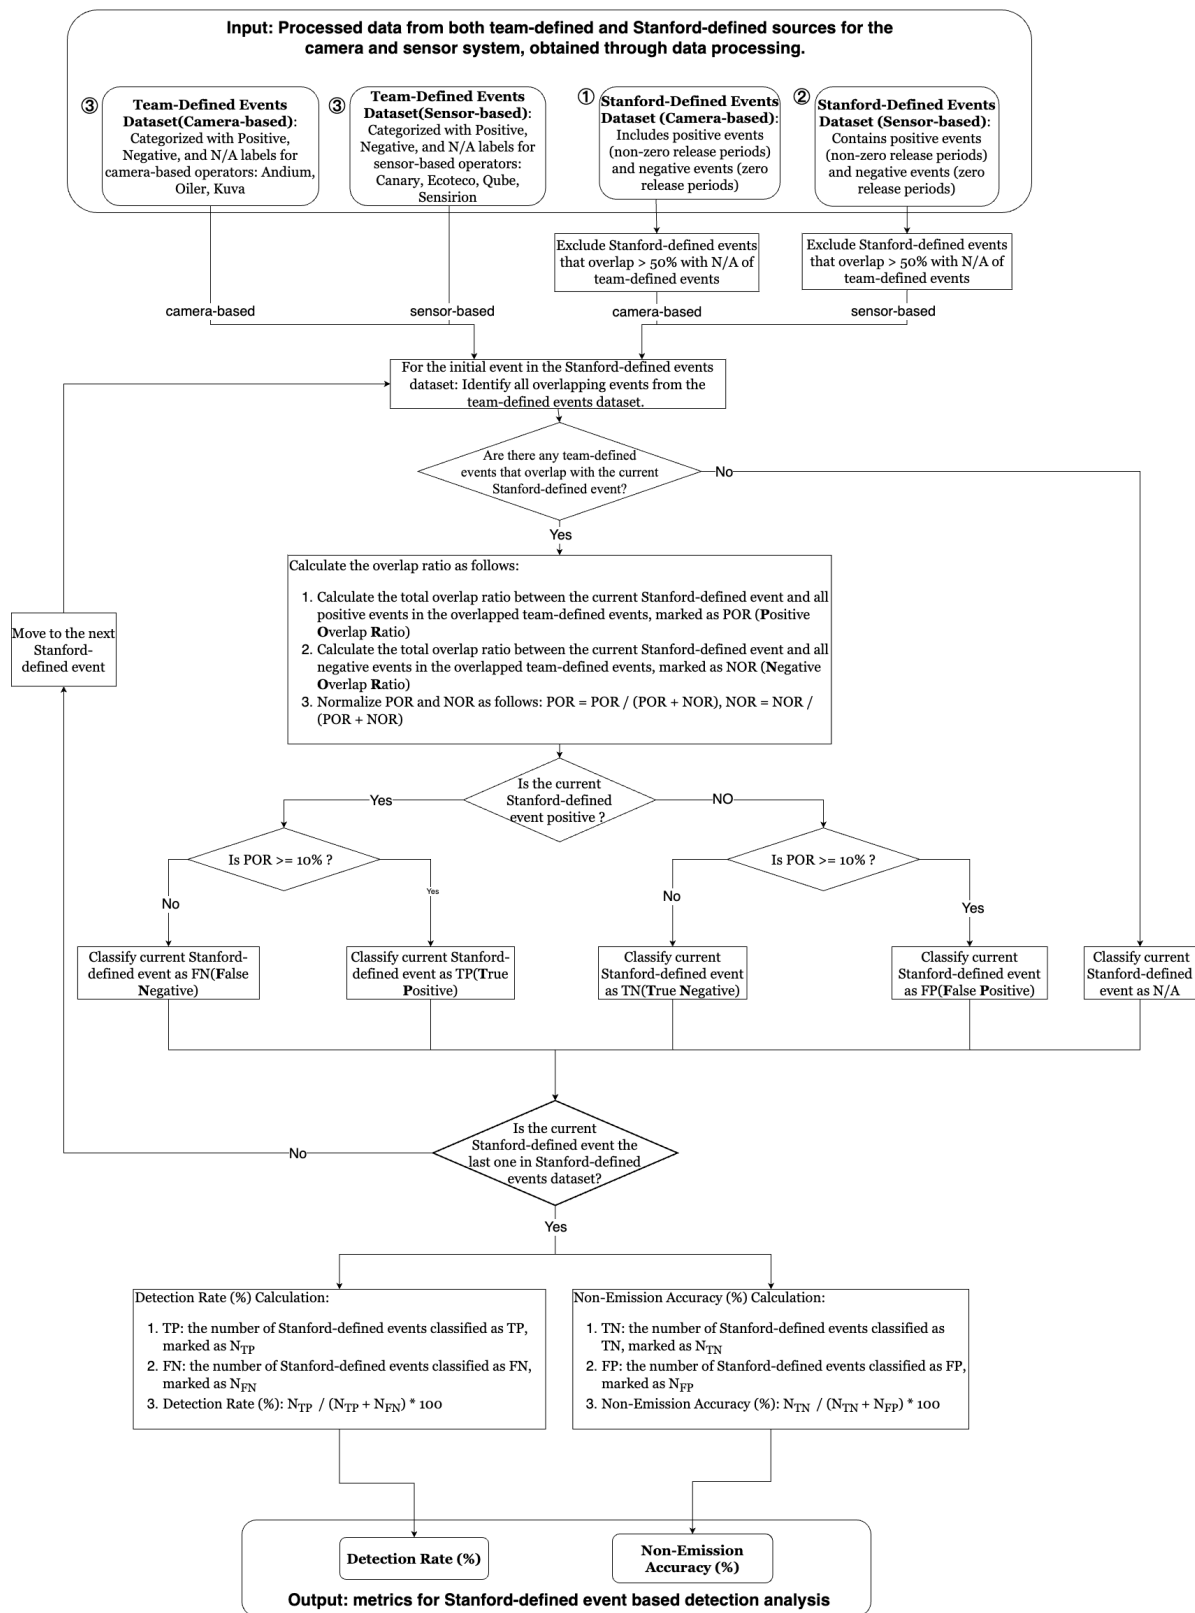 Input: Processed data from both team-defined and Stanford-defined sources for the
camera and sensor system, obtained through data processing.
③
Team-Defined Events
Dataset(Camera-based):
Categorized with Positive,
Negative, and N/A labels for
camera-based operators: Andium,
Oiler, Kuva
③
Team-Defined Events
Dataset(Sensor-based):
Categorized with Positive,
Negative, and N/A labels for
sensor-based operators:
Canary, Ecoteco, Qube,
Sensirion
①
Stanford-Defined Events
Dataset (Camera-based):
Includes positive events
(non-zero release periods)
and negative events (zero
release periods)
②
Stanford-Defined Events
Dataset (Sensor-based):
Contains positive events
(non-zero release periods)
and negative events (zero
release periods)
Exclude Stanford-defined events
that overlap > 50% with N/A of
team-defined events
Exclude Stanford-defined events
that overlap > 50% with N/A of
team-defined events
camera-based
sensor-based
camera-based
sensor-based
For the initial event in the Stanford-defined events
dataset: Identify all overlapping events from the
team-defined events dataset.
Are there any team-defined
events that overlap with the current
Stanford-defined event?
No
Yes
Calculate the overlap ratio as follows:
1. Calculate the total overlap ratio between the current Stanford-defined event and all
positive events in the overlapped team-defined events, marked as POR (Positive
Overlap Ratio)
2. Calculate the total overlap ratio between the current Stanford-defined event and all
negative events in the overlapped team-defined events, marked as NOR (Negative
Overlap Ratio)
3. Normalize POR and NOR as follows: POR = POR / (POR + NOR), NOR = NOR /
(POR + NOR)
Move to the next
Stanford-
defined event
Is the current
Stanford-defined
event positive ?
Yes
NO
Is POR >= 10% ?
Is POR >= 10% ?
No
Yes
No
Yes
Classify current Stanford-
defined event as FN(False
Negative)
Classify current Stanford-
defined event as TP(True
Positive)
Classify current
Stanford-defined event
as TN(True Negative)
Classify current
Stanford-defined event
as FP(False Positive)
Classify current
Stanford-defined
event as N/A
Is the current
Stanford-defined event the
last one in Stanford-defined
events dataset?
No
Yes
Detection Rate (%) Calculation:
1. TP: the number of Stanford-defined events classified as TP,
marked as NTP
2. FN: the number of Stanford-defined events classified as FN,
marked as NFN
3. Detection Rate (%): NTP / (NTP + NFN) * 100
Non-Emission Accuracy (%) Calculation:
1. TN: the number of Stanford-defined events classified as
TN, marked as NTN
2. FP: the number of Stanford-defined events classified as FP,
marked as NFP
3. Non-Emission Accuracy (%): NTN / (NTN + NFP) * 100
Detection Rate (%)
Non-Emission
Accuracy (%)
Output: metrics for Stanford-defined event based detection analysis